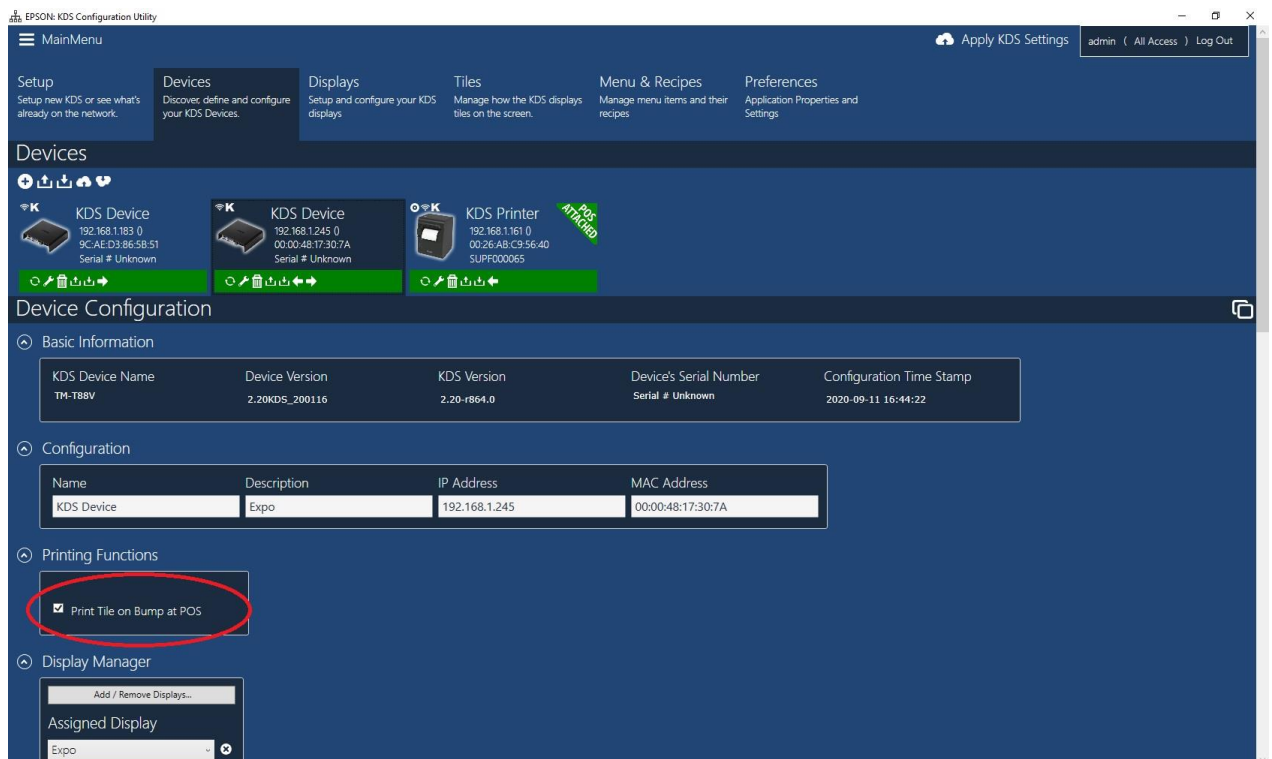 EPSON: KDS Configuration Utility
MainMenu
Apply KDS Settings
admin ( All Access ) Log Out
Setup
Setup new KDS or see what's
already on the network.
Devices
Discover, define and configure
your KDS Devices.
Displays
Setup and configure your KDS
displays
Tiles
Manage how the KDS displays
tiles on the screen.
Menu & Recipes
Manage menu items and their
recipes
Preferences
Application Properties and
Settings
Devices
K
KDS Device
192.168.1.183 ()
9C:AE:D3:86:5B:51
Serial # Unknown
K
KDS Device
192.168.1.245 ()
00:00:48:17:30:7A
Serial # Unknown
K
KDS Printer
192.168.1.161 ()
00:26:AB:C9:56:40
SUPF000065
POS
ATTACHED
Device Configuration
Basic Information
KDS Device Name
TM-T88V
Device Version
2.20KDS_200116
KDS Version
2.20-r864.0
Device's Serial Number
Serial # Unknown
Configuration Time Stamp
2020-09-11 16:44:22
Configuration
Name
KDS Device
Description
Expo
IP Address
192.168.1.245
MAC Address
00:00:48:17:30:7A
Printing Functions
Print Tile on Bump at POS
Display Manager
Add / Remove Displays...
Assigned Display
Expo